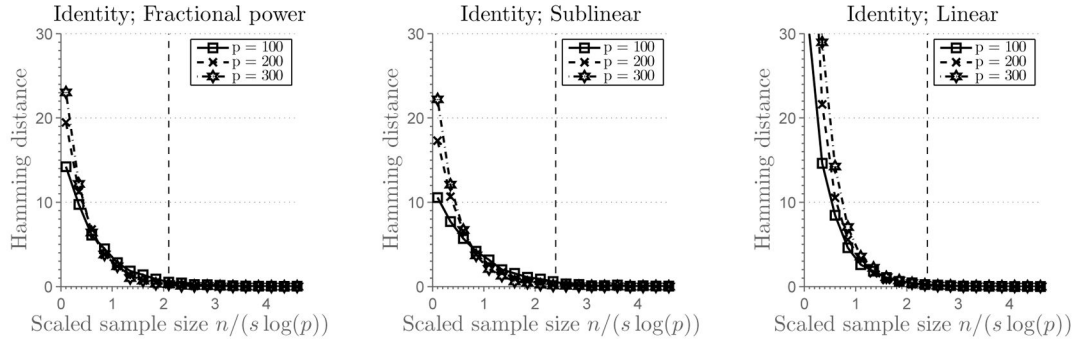 Identity; Fractional power
30
20
10
0
0
1
2
3
4
Hamming distance
Scaled sample size n/(s log(p))
p = 100
p = 200
p = 300
Identity; Sublinear
30
20
10
0
0
1
2
3
4
Hamming distance
Scaled sample size n/(s log(p))
p = 100
p = 200
p = 300
Identity; Linear
30
20
10
0
0
1
2
3
4
Hamming distance
Scaled sample size n/(s log(p))
p = 100
p = 200
p = 300